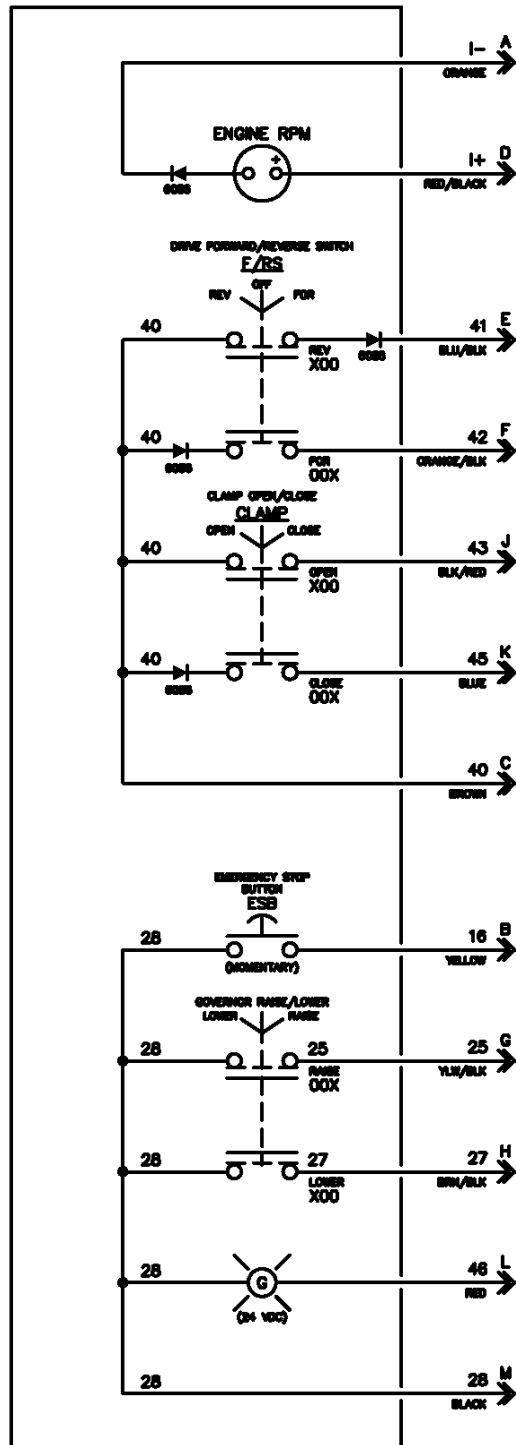 I- A
ORANGE
ENGINE RPM
+
I+ D
RED/BLACK
6A6
DRIVE FORWARD/REVERSE SWITCH
F/RS
OFF
REV FOR
40 41 E
REV BLU/BLK
X00
40 42 F
FOR ORANGE/BLK
00X
CLAMP OPEN/CLOSE
CLAMP
OPEN CLOSE
40 43 J
OPEN BLK/RED
X00
40 45 K
CLOSE BLUE
00X
40 C
BROWN
EMERGENCY STOP
BUTTON
ESB
28 16 B
(MOMENTARY) YELLOW
GOVERNOR RAISE/LOWER
LOWER RAISE
28 25 25 G
RAISE YLW/BLK
00X
28 27 27 H
LOWER BRN/BLK
X00
28 G 46 L
RED
(24 VDC)
28 28 M
BLACK